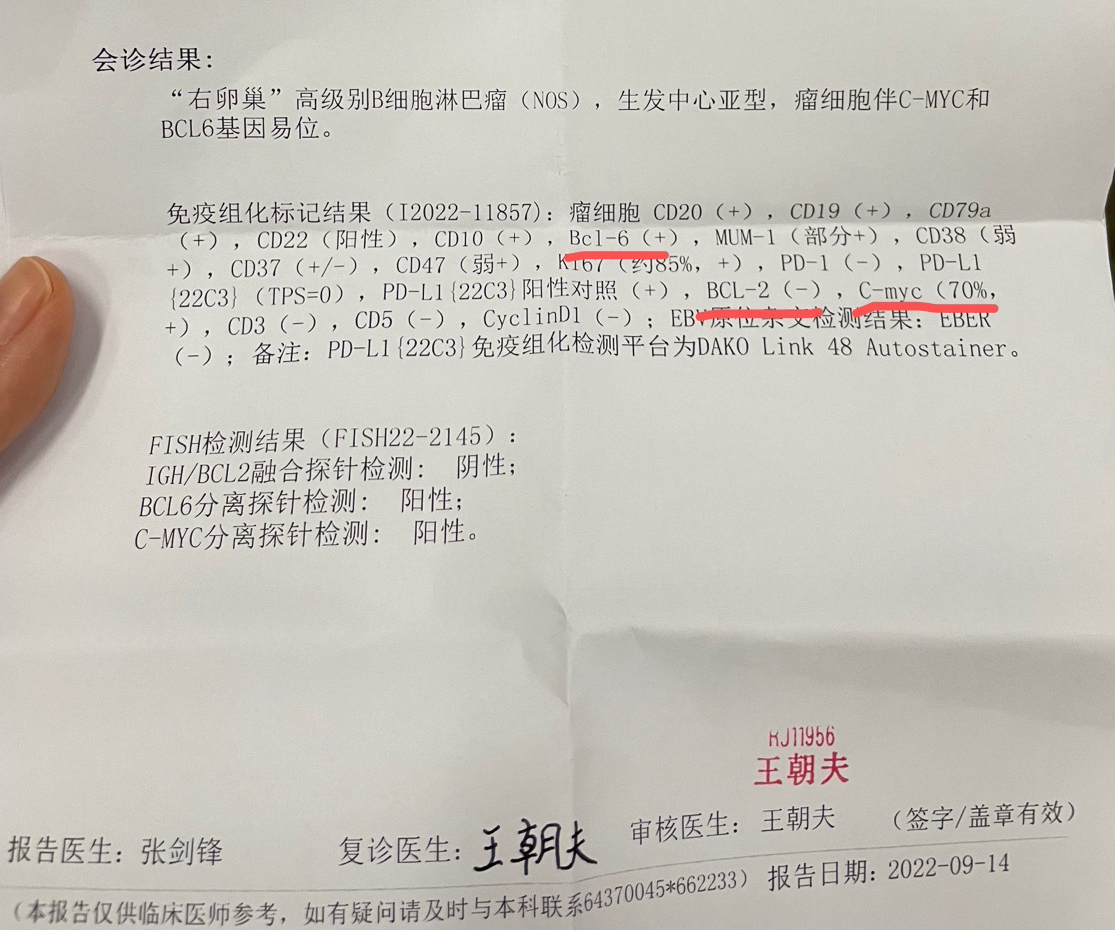 会诊结果：
“右卵巢”高级别B细胞淋巴瘤（NOS），生发中心亚型，瘤细胞伴C-MYC和
BCL6基因易位。
免疫组化标记结果（I2022-11857）：瘤细胞 CD20（+），CD19（+），CD79a
（+），CD22（阳性），CD10（+），Bcl-6（+），MUM-1（部分+），CD38（弱
+），CD37（+/-），CD47（弱+），Ki67（约85%，+），PD-1（-），PD-L1
{22C3}（TPS=0），PD-L1{22C3}阳性对照（+），BCL-2（-），C-myc（70%，
+），CD3（-），CD5（-），CyclinD1（-）；EBV原位杂交检测结果：EBER
（-）；备注：PD-L1{22C3}免疫组化检测平台为DAKO Link 48 Autostainer。
FISH检测结果（FISH22-2145）：
IGH/BCL2融合探针检测： 阴性；
BCL6分离探针检测： 阳性；
C-MYC分离探针检测： 阳性。
RJ11956
王朝夫
报告医生：张剑锋 复诊医生：王朝夫 审核医生：王朝夫 （签字/盖章有效）
（本报告仅供临床医师参考，如有疑问请及时与本科联系64370045*662233） 报告日期：2022-09-14